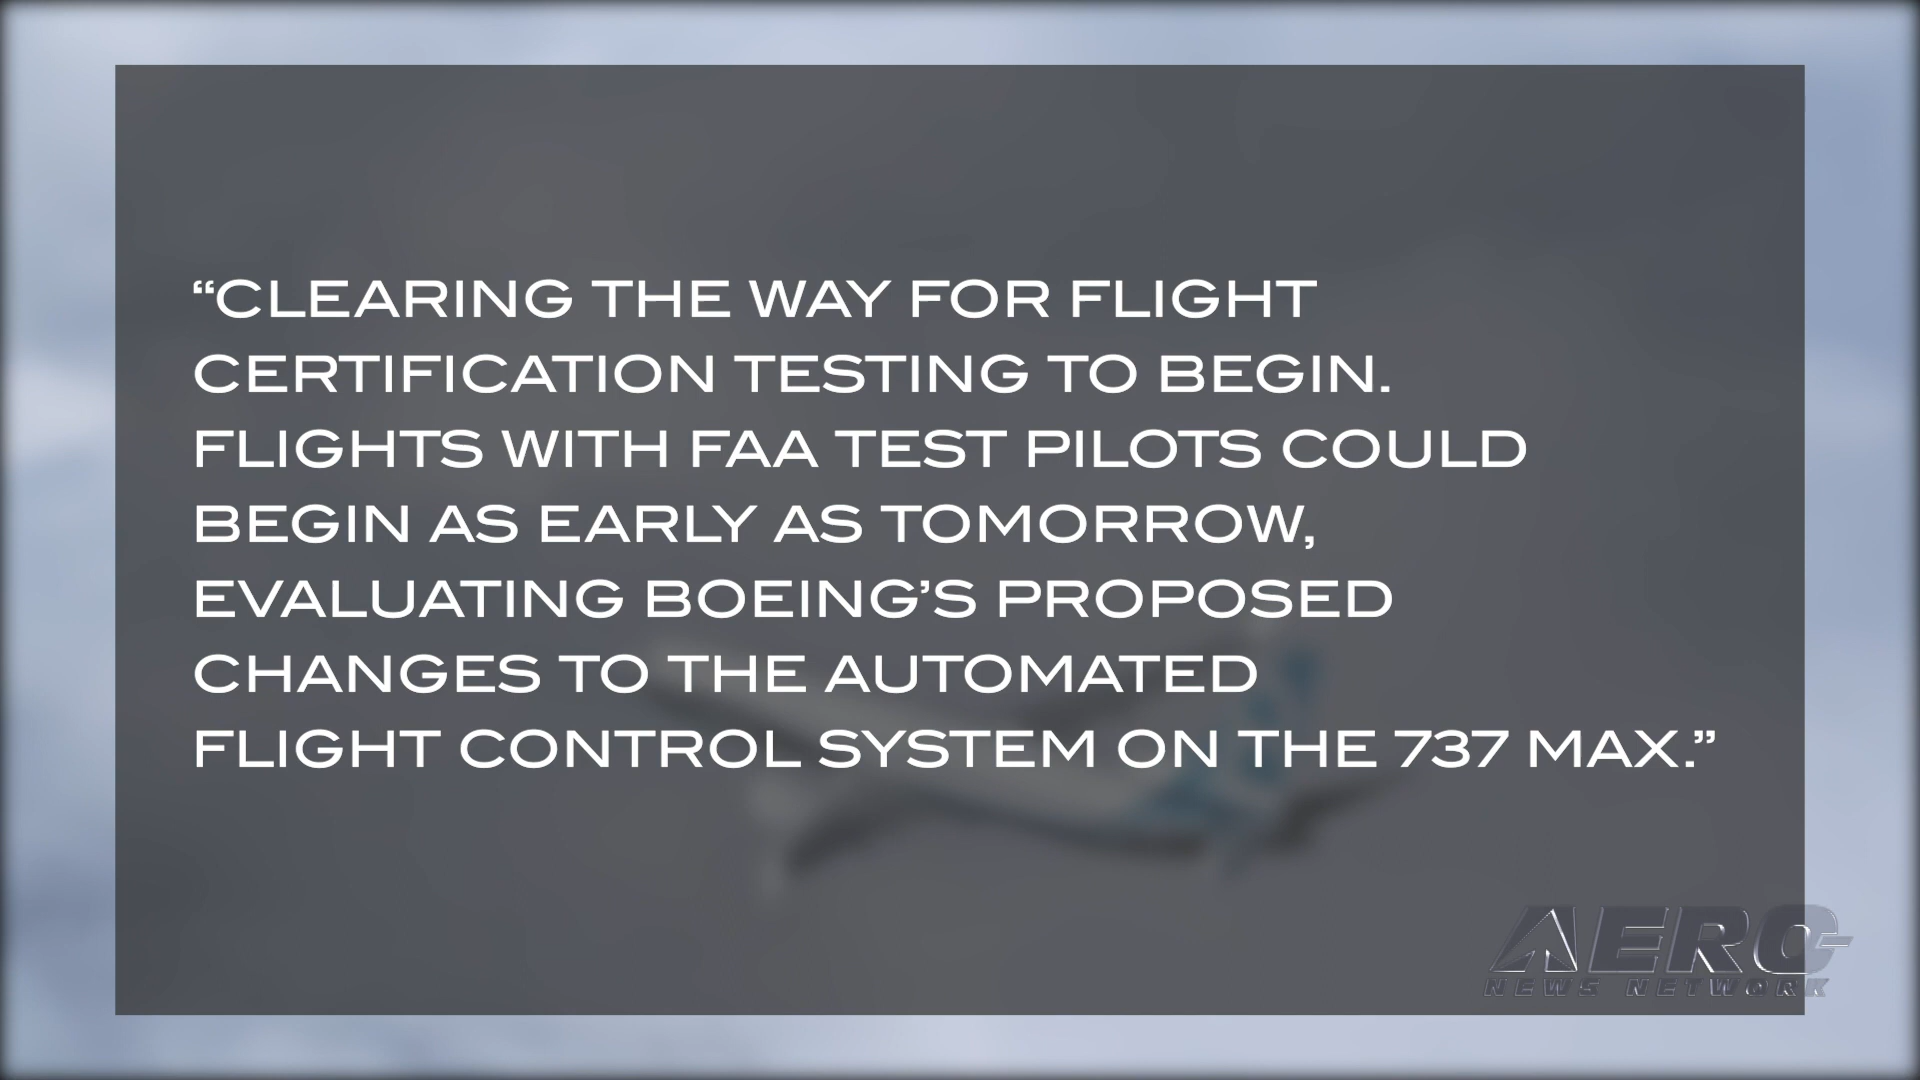 “CLEARING THE WAY FOR FLIGHT
CERTIFICATION TESTING TO BEGIN.
FLIGHTS WITH FAA TEST PILOTS COULD
BEGIN AS EARLY AS TOMORROW,
EVALUATING BOEING’S PROPOSED
CHANGES TO THE AUTOMATED
FLIGHT CONTROL SYSTEM ON THE 737 MAX.”
AERO-
NEWS NETWORK